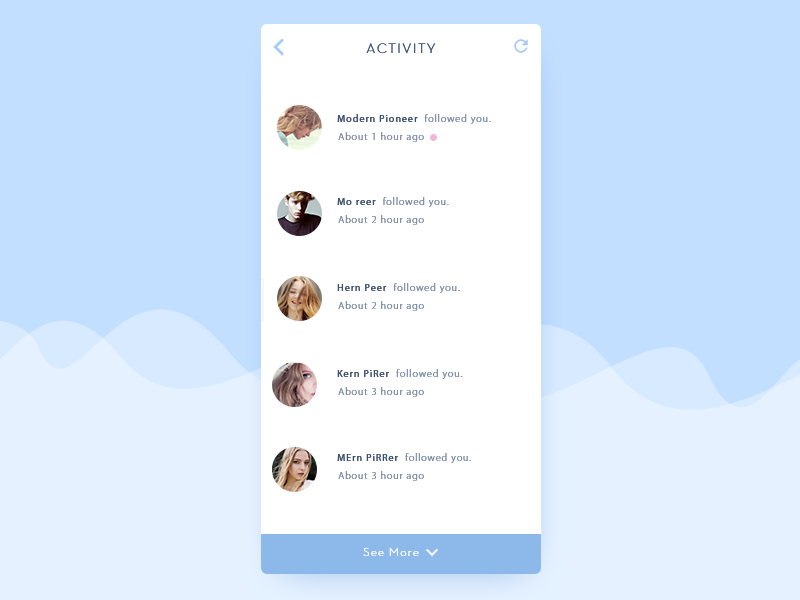 ACTIVITY
Modern Pioneer followed you.
About 1 hour ago
Mo reer followed you.
About 2 hour ago
Hern Peer followed you.
About 2 hour ago
Kern PiRer followed you.
About 3 hour ago
MErn PiRRer followed you.
About 3 hour ago
See More